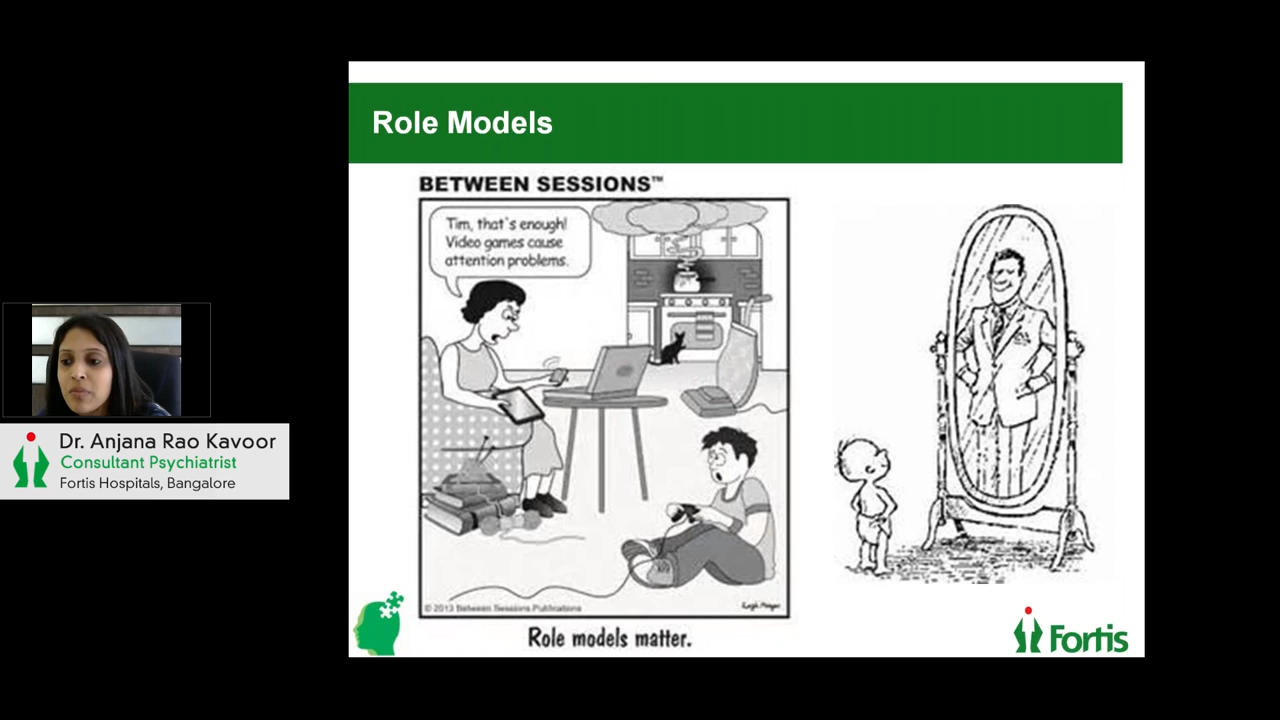 Role Models
BETWEEN SESSIONS™
Tim, that's enough!
Video games cause
attention problems.
© 2013 Between Sessions Publications
Role models matter.
Fortis
Dr. Anjana Rao Kavoor
Consultant Psychiatrist
Fortis Hospitals, Bangalore